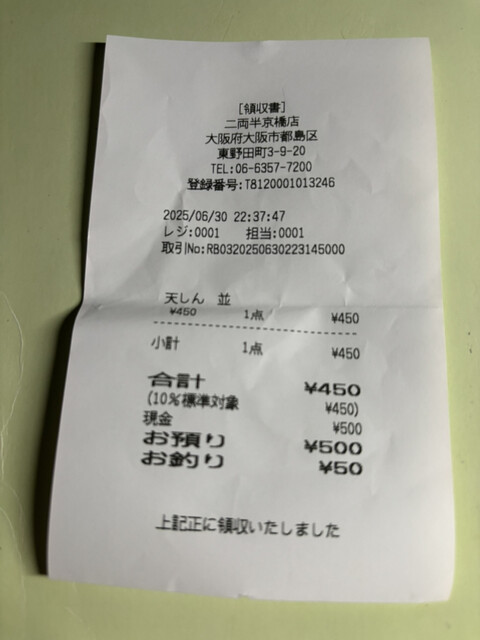 [領収書]
二両半京橋店
大阪府大阪市都島区
東野田町3-9-20
TEL:06-6357-7200
登録番号:T8120001013246
2025/06/30 22:37:47
レジ:0001 担当:0001
取引No:RB0320250630223145000
天しん 並
¥450 1点 ¥450
小計 1点 ¥450
合計 ¥450
(10%標準対象 ¥450)
現金 ¥500
お預り ¥500
お釣り ¥50
上記正に領収いたしました